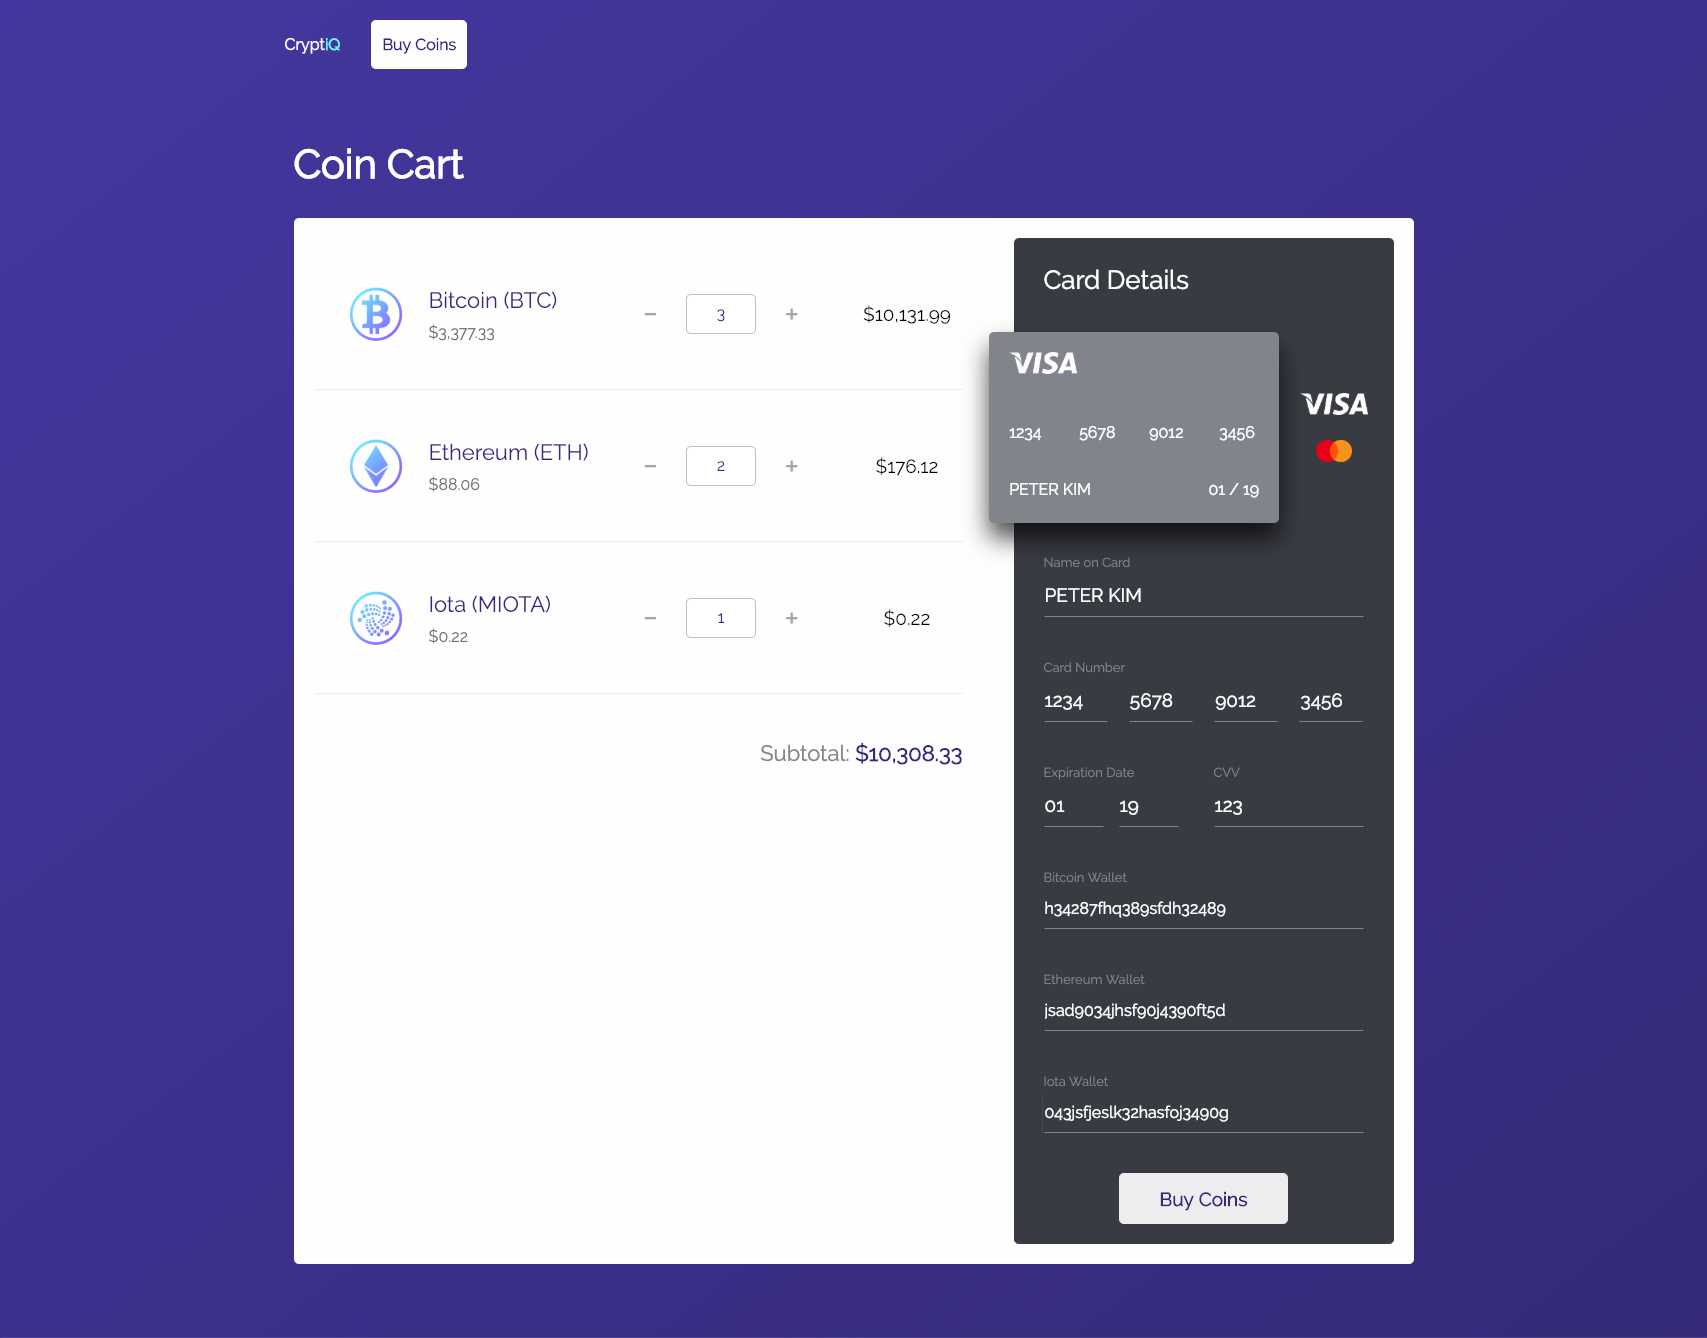 CryptiQ
Buy Coins
Coin Cart
Bitcoin (BTC)
$3,377.33
3
$10,131.99
Ethereum (ETH)
$88.06
2
$176.12
Iota (MIOTA)
$0.22
1
$0.22
Subtotal: $10,308.33
Card Details
VISA
1234 5678 9012 3456
PETER KIM 01 / 19
VISA
Name on Card
PETER KIM
Card Number
1234 5678 9012 3456
Expiration Date CVV
01 19 123
Bitcoin Wallet
h34287fhq389sfdh32489
Ethereum Wallet
jsad9034jhsf90j4390ft5d
Iota Wallet
043jsfjeslk32hasfoj3490g
Buy Coins